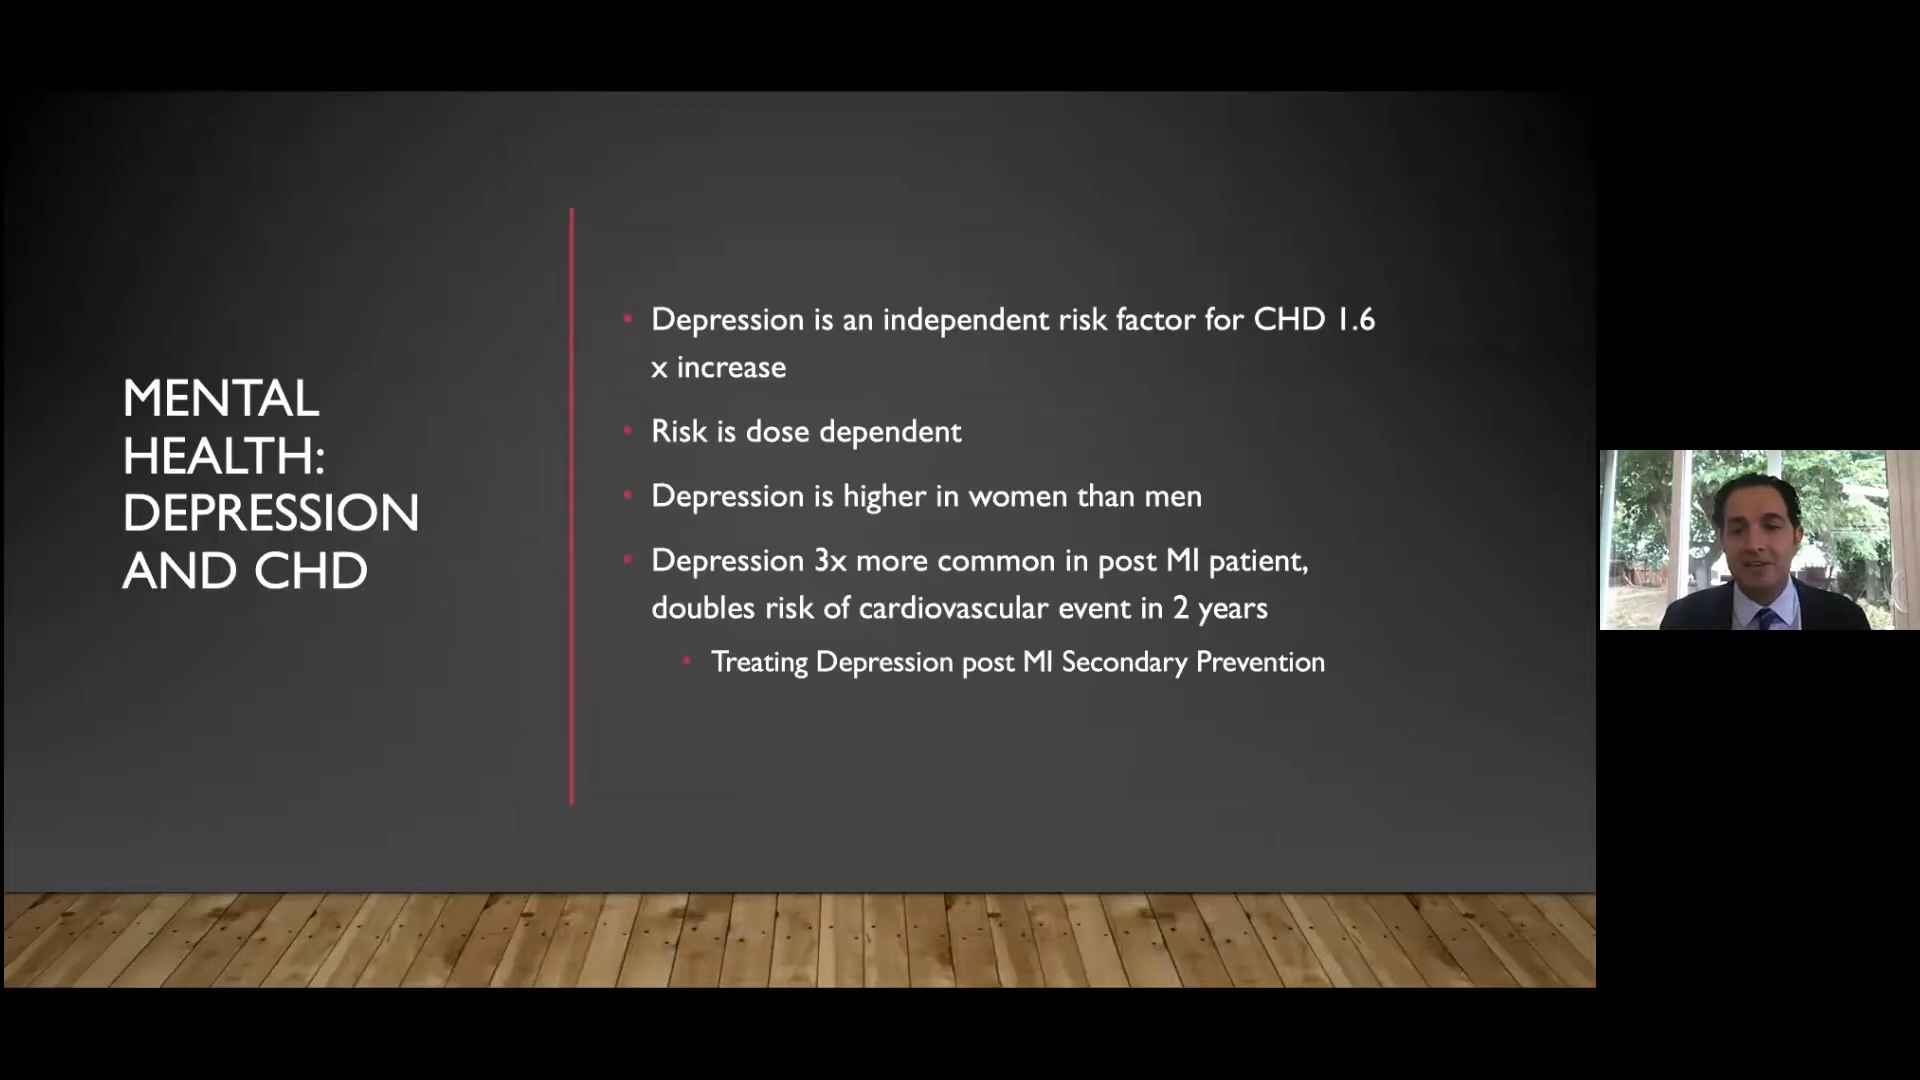 MENTAL
HEALTH:
DEPRESSION
AND CHD
• Depression is an independent risk factor for CHD 1.6
x increase
• Risk is dose dependent
• Depression is higher in women than men
• Depression 3x more common in post MI patient,
doubles risk of cardiovascular event in 2 years
• Treating Depression post MI Secondary Prevention